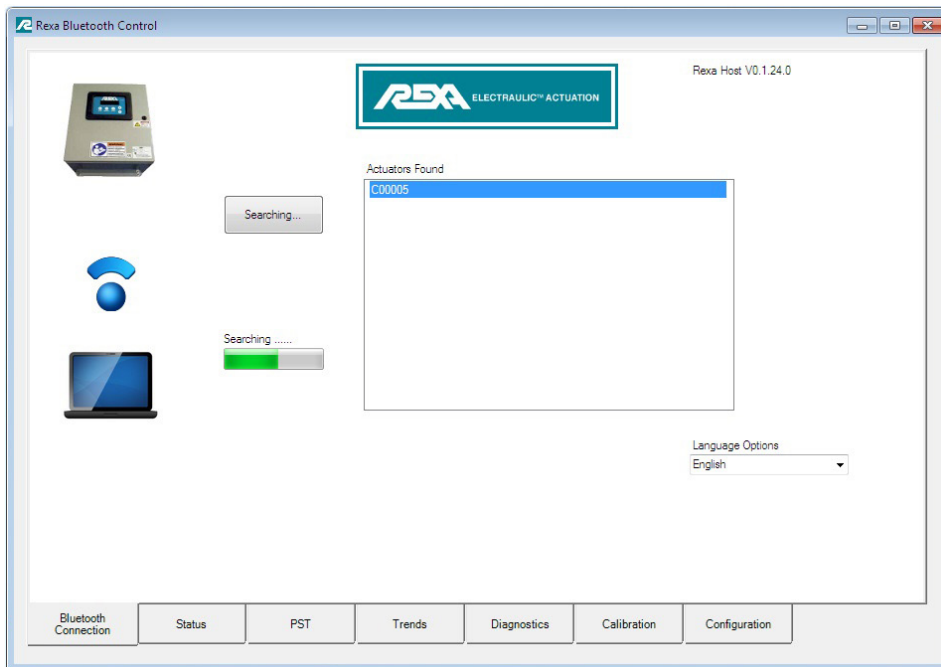 Rexa Bluetooth Control
Rexa Host V0.1.24.0
REXA ELECTRAULIC™ ACTUATION
Actuators Found
C00005
Searching...
Searching ......
Language Options
English
Bluetooth
Connection
Status
PST
Trends
Diagnostics
Calibration
Configuration